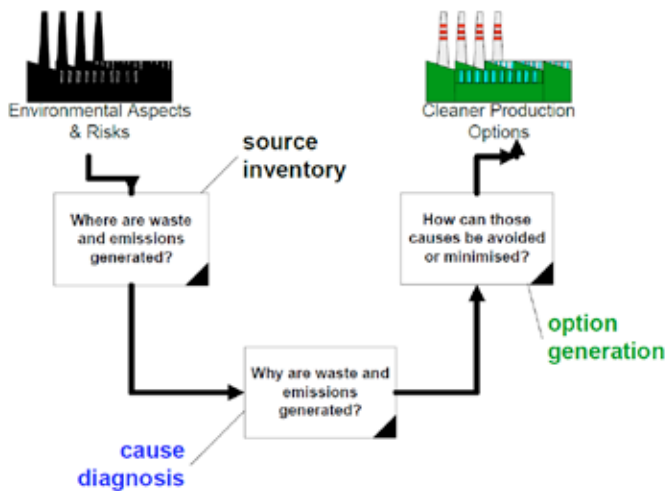 Environmental Aspects
& Risks
Cleaner Production
Options
source
inventory
Where are waste
and emissions
generated?
How can those
causes be avoided
or minimised?
option
generation
Why are waste and
emissions
generated?
cause
diagnosis